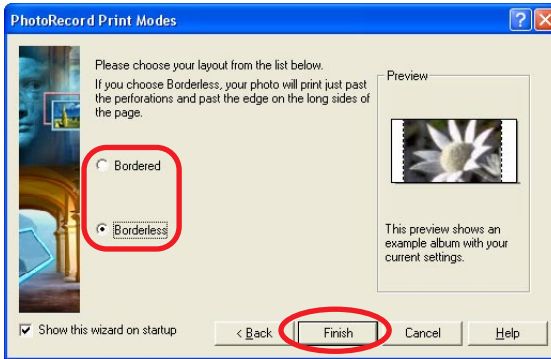 PhotoRecord Print Modes
Please choose your layout from the list below.
If you choose Borderless, your photo will print just past
the perforations and past the edge on the long sides of
the page.
Bordered
Borderless
Preview
This preview shows an
example album with your
current settings.
Show this wizard on startup
< Back
Finish
Cancel
Help